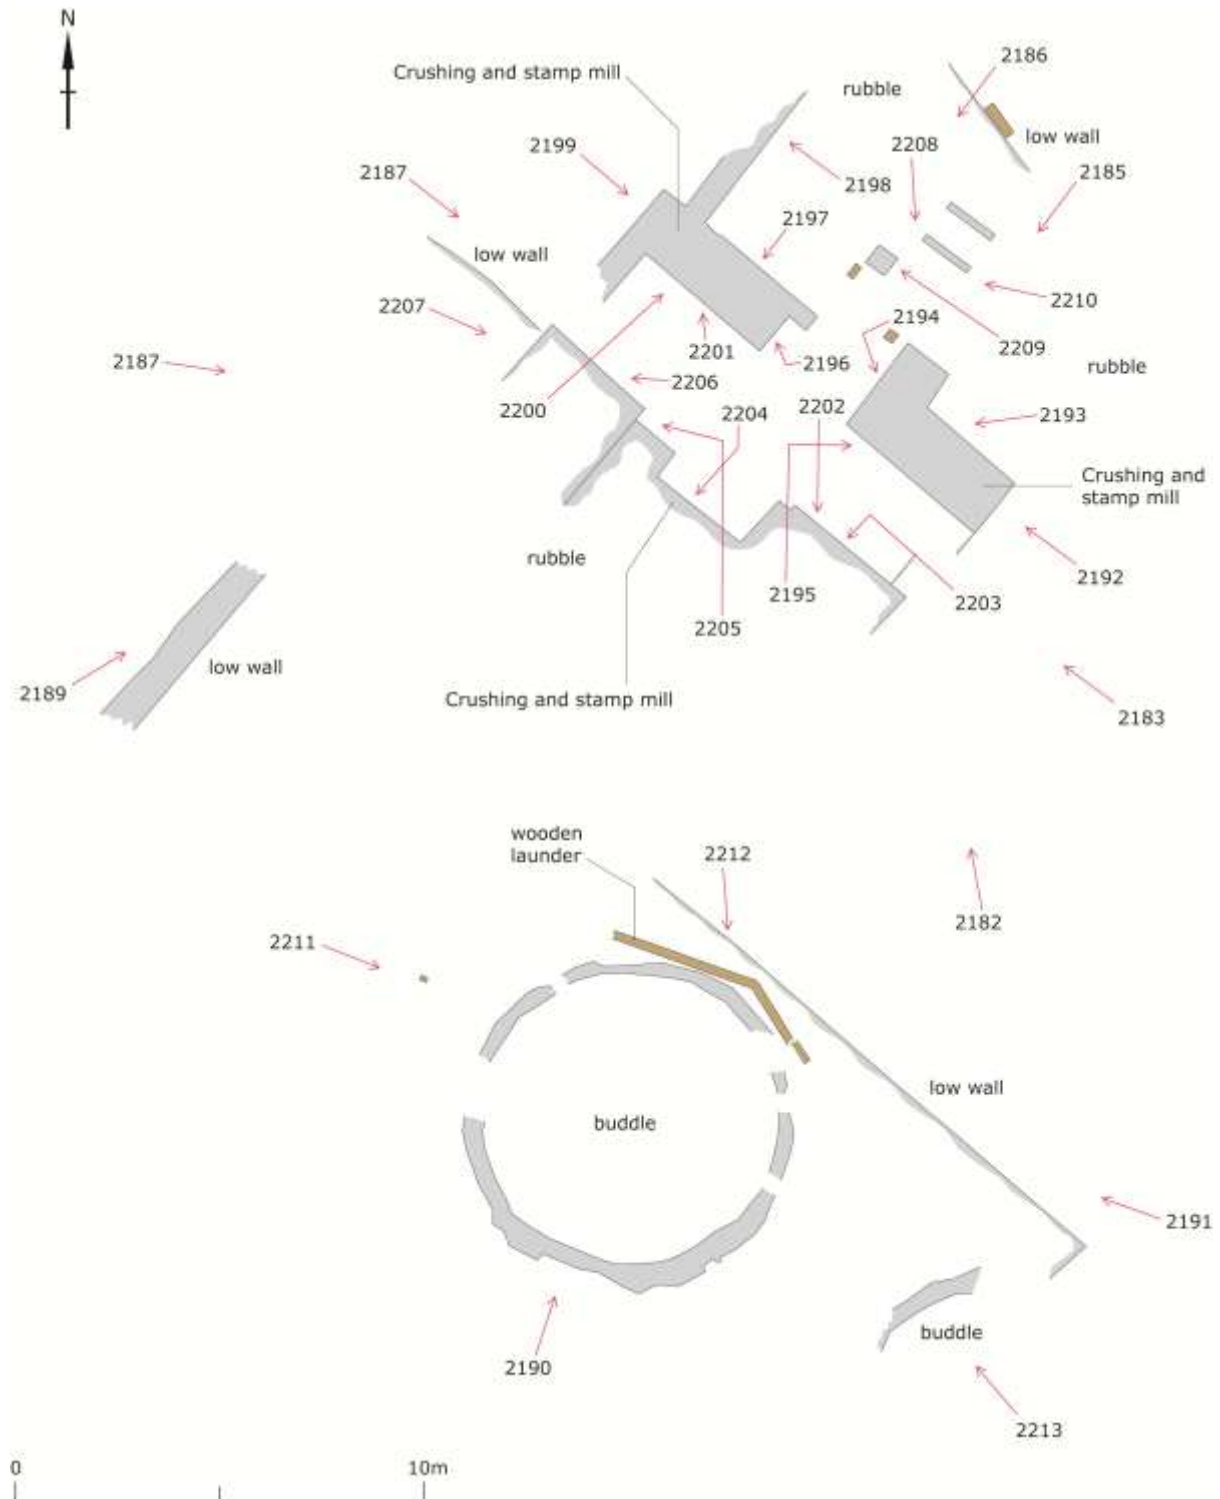 N
2186
Crushing and stamp mill
rubble
low wall
2199
2208
2187
2198
2185
2197
low wall
2207
2210
2194
2209
2201
2196
2187
rubble
2206
2200
2204
2202
2193
Crushing and
stamp mill
rubble
2192
2195
2203
2205
low wall
2189
Crushing and stamp mill
2183
wooden
launder
2212
2182
2211
low wall
buddle
2191
buddle
2190
2213
0
10m